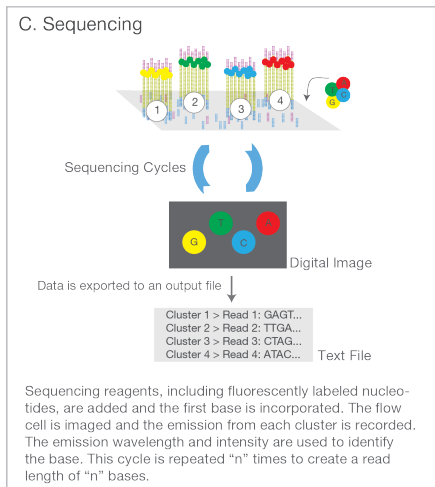 C. Sequencing
1
2
3
4
Sequencing Cycles
T
A
G
C
Digital Image
Data is exported to an output file
Cluster 1 > Read 1: GAGT...
Cluster 2 > Read 2: TTGA...
Cluster 3 > Read 3: CTAG...
Cluster 4 > Read 4: ATAC...
Text File
Sequencing reagents, including fluorescently labeled nucleo-
tides, are added and the first base is incorporated. The flow
cell is imaged and the emission from each cluster is recorded.
The emission wavelength and intensity are used to identify
the base. This cycle is repeated “n” times to create a read
length of “n” bases.